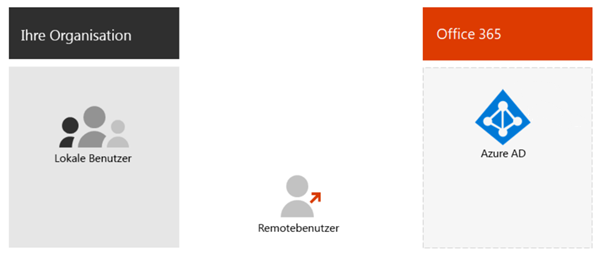 Ihre Organisation
Office 365
Lokale Benutzer
Azure AD
Remotebenutzer